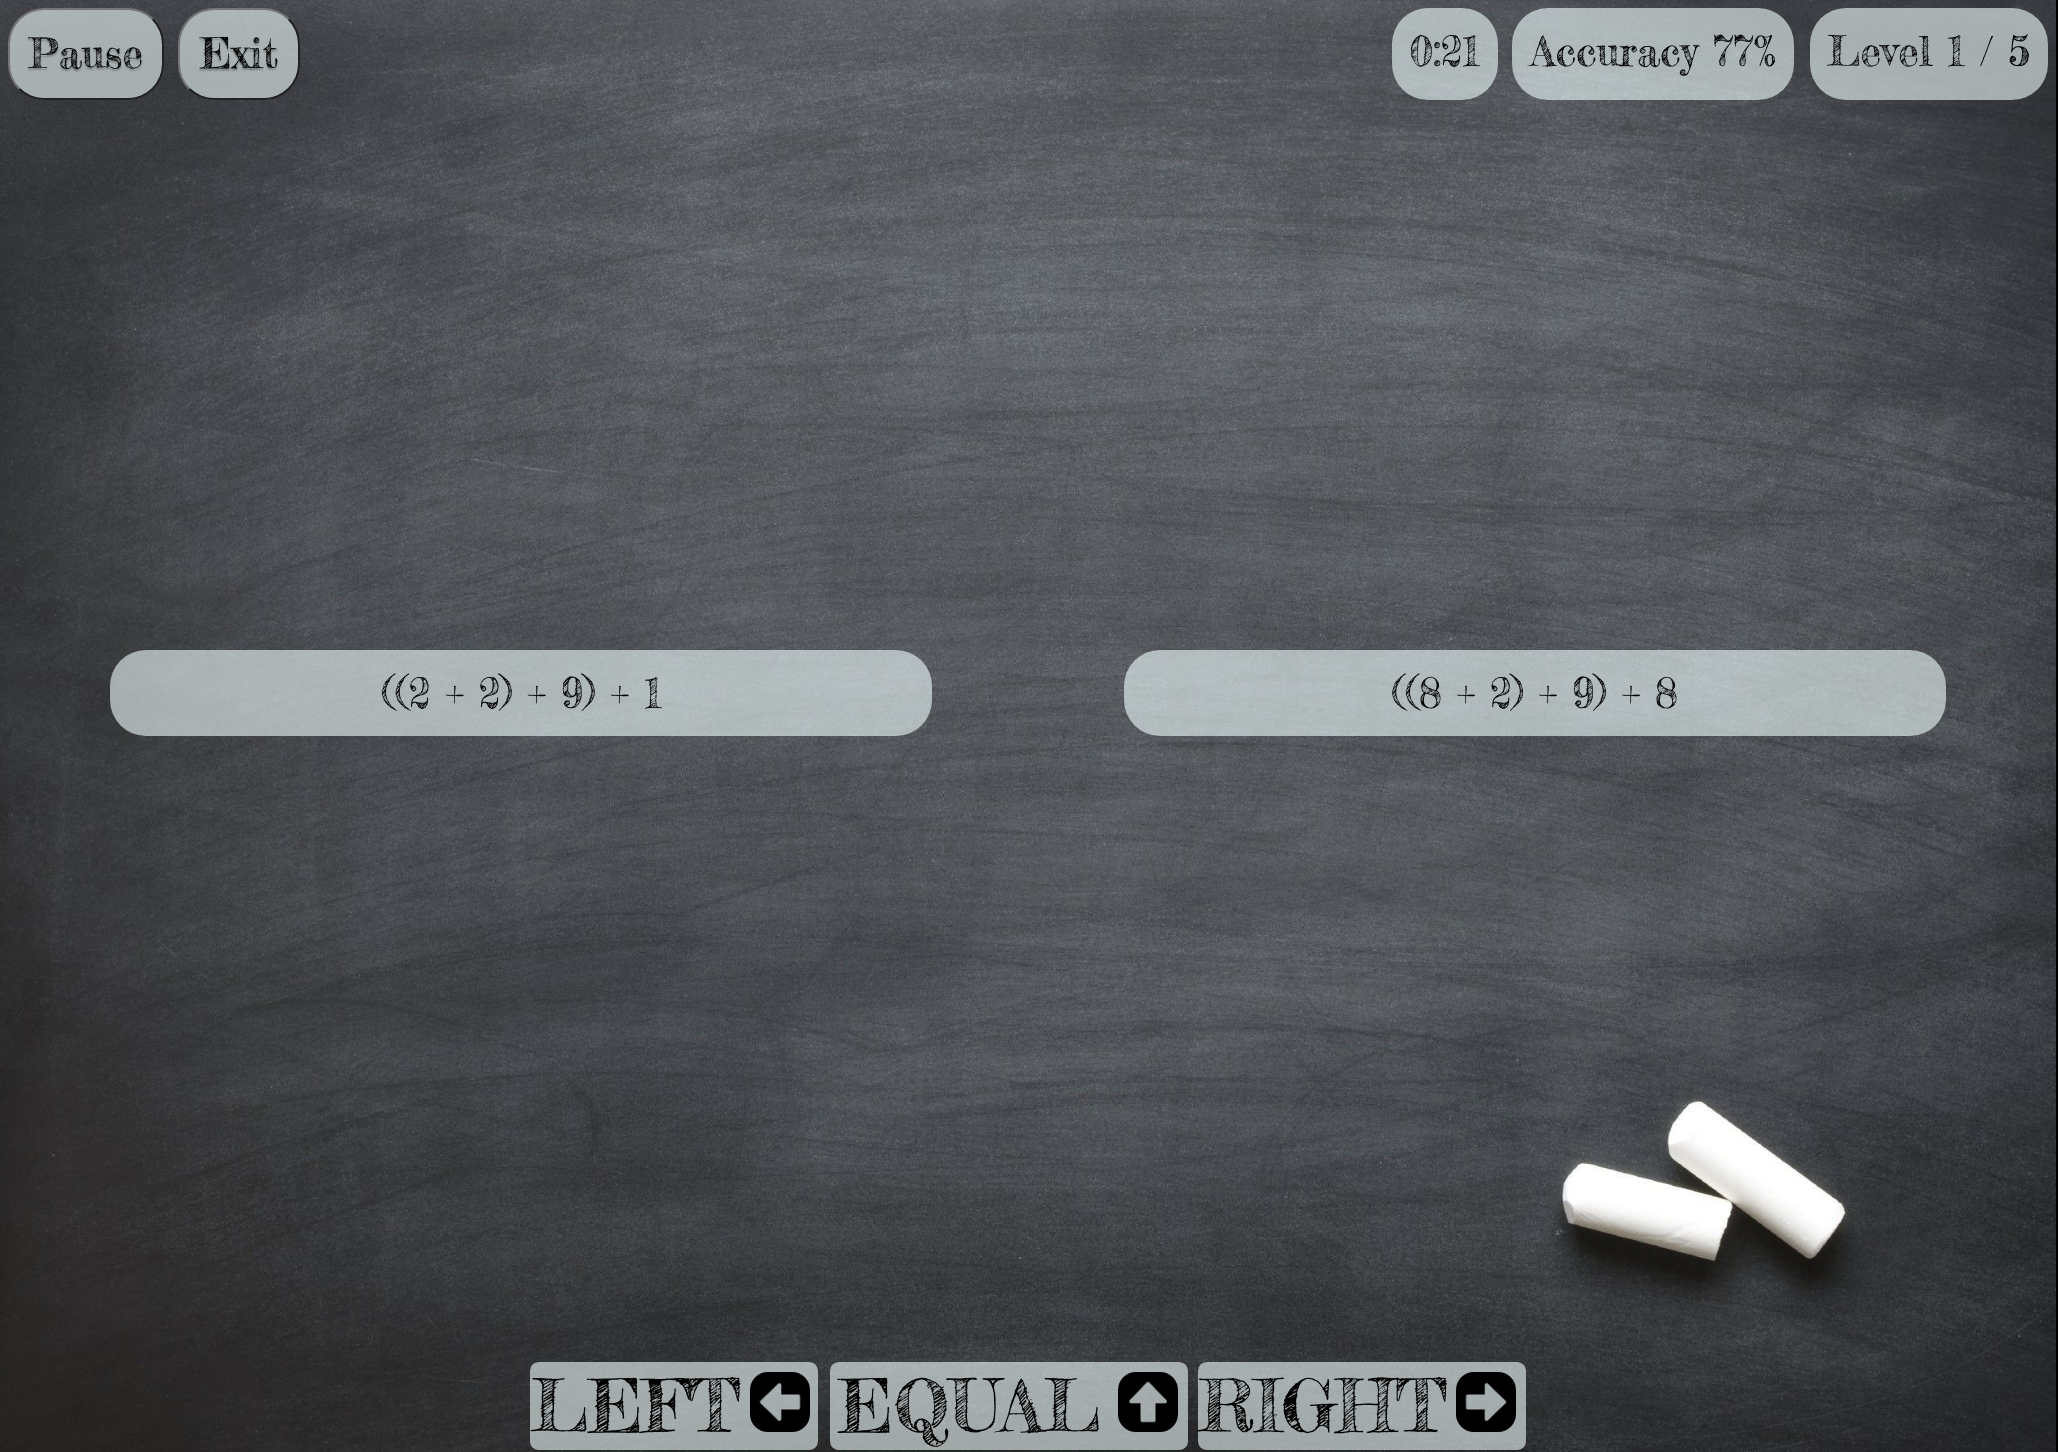 Pause Exit 0:21 Accuracy 77% Level 1 / 5
((2 + 2) + 9) + 1 ((8 + 2) + 9) + 8
LEFT EQUAL RIGHT